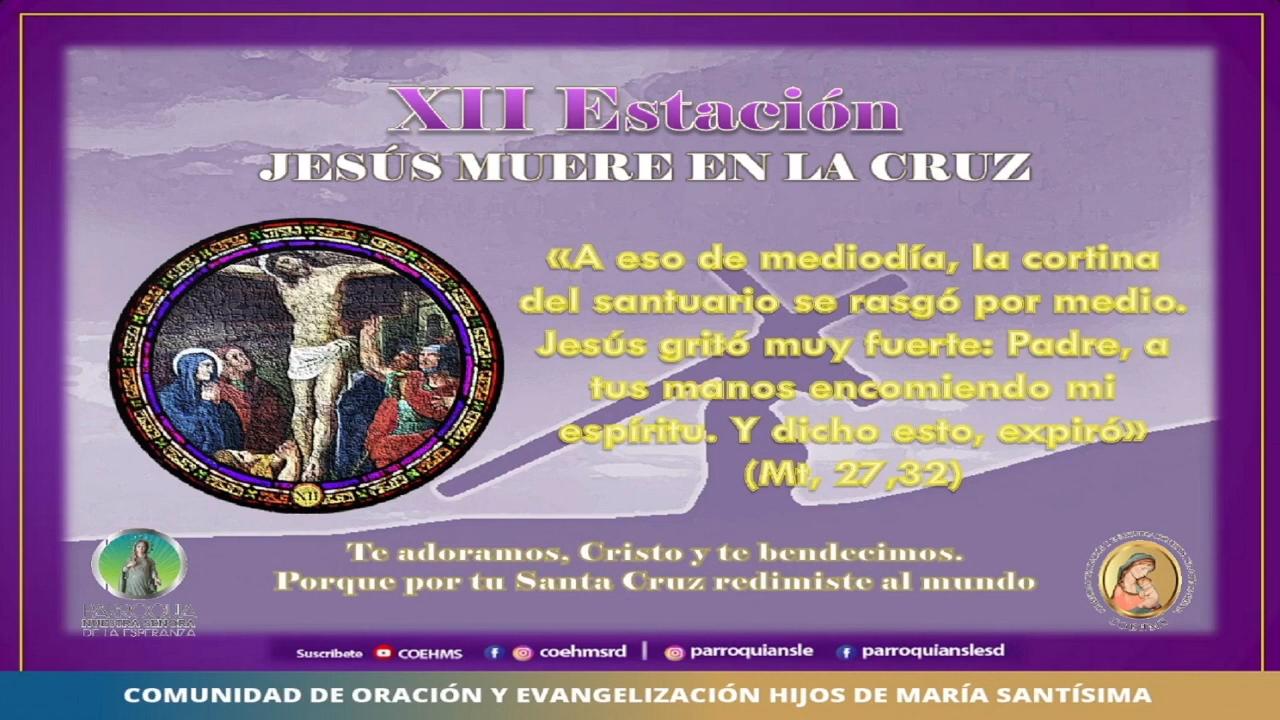 XII Estación
JESÚS MUERE EN LA CRUZ
«A eso de mediodía, la cortina
del santuario se rasgó por medio.
Jesús gritó muy fuerte: Padre, a
tus manos encomiendo mi
espíritu. Y dicho esto, expiró»
(Mt, 27,32)
XII
Te adoramos, Cristo y te bendecimos.
Porque por tu Santa Cruz redimiste al mundo
PARROQUIA
NUESTRA SEÑORA
DE LA ESPERANZA
COEHMS
Suscribete COEHMS coehmsrd | parroquiansle parroquianslesd
COMUNIDAD DE ORACIÓN Y EVANGELIZACIÓN HIJOS DE MARÍA SANTÍSIMA